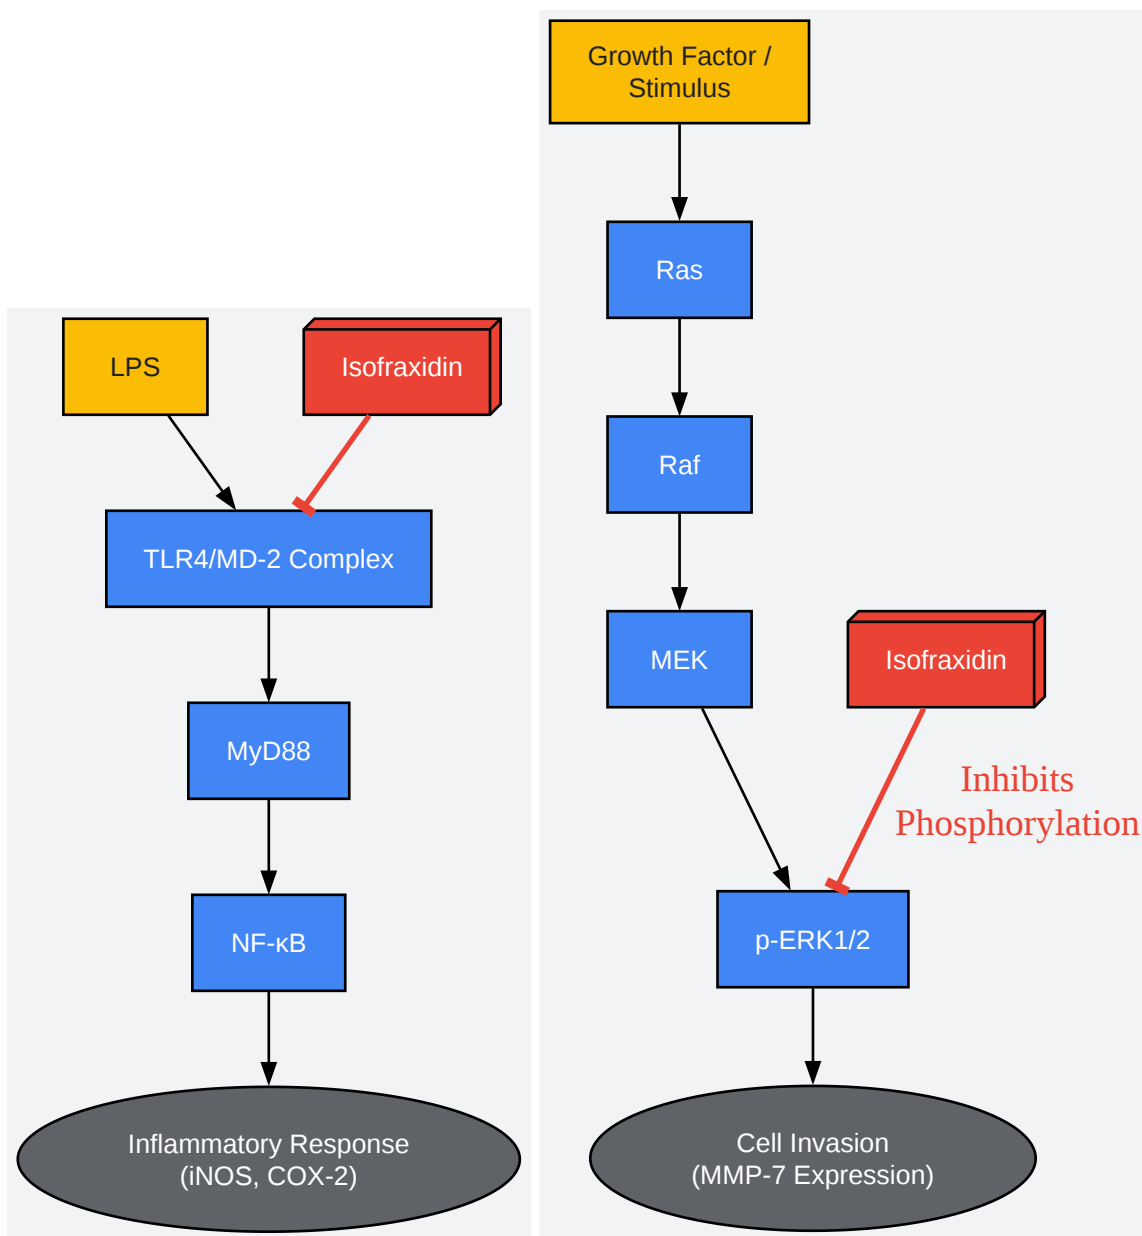 LPS
Isofraxidin
TLR4/MD-2 Complex
MyD88
NF-κB
Inflammatory Response
(iNOS, COX-2)
Growth Factor /
Stimulus
Ras
Raf
MEK
Isofraxidin
Inhibits
Phosphorylation
p-ERK1/2
Cell Invasion
(MMP-7 Expression)